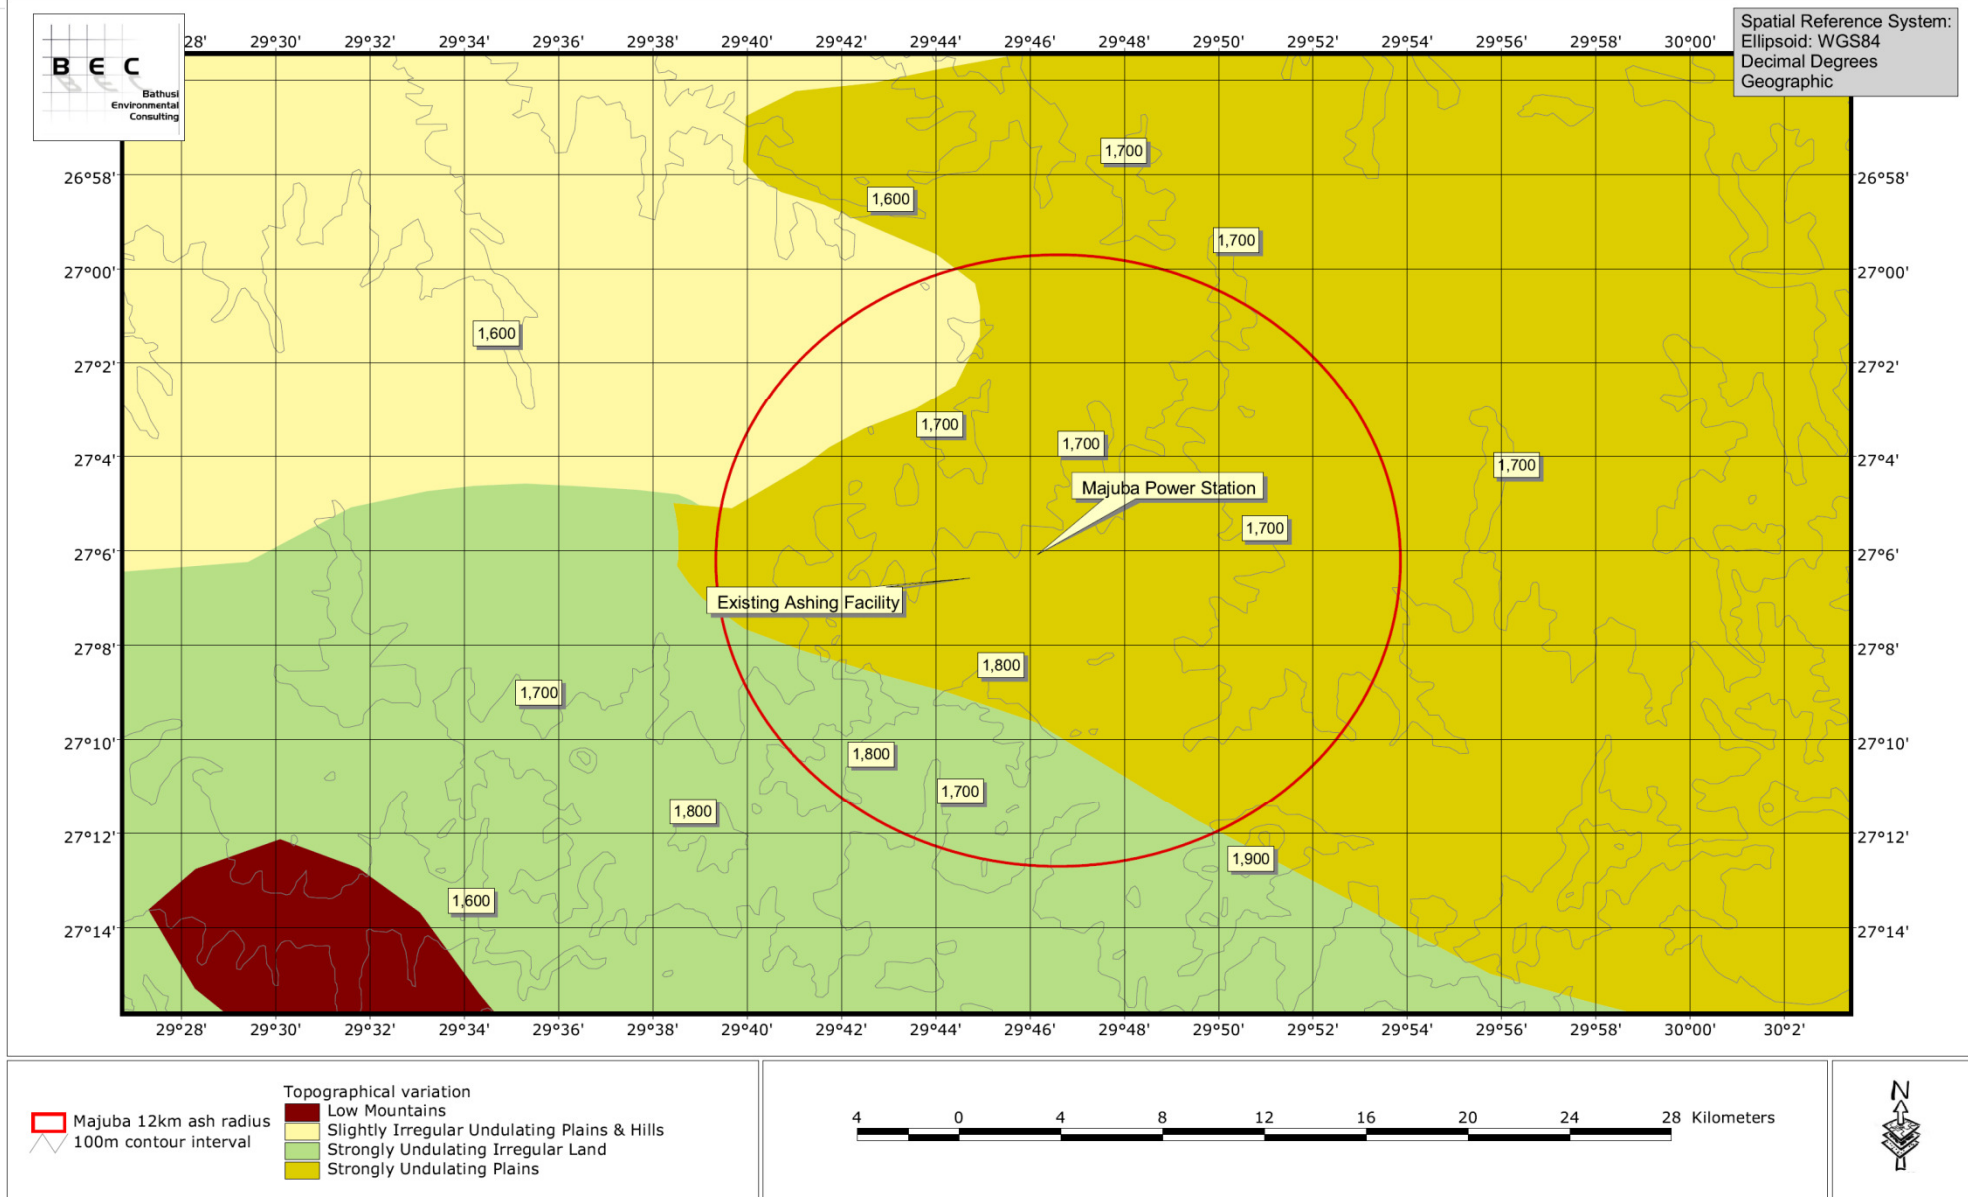 B E C
Bathusi
Environmental
Consulting
Spatial Reference System:
Ellipsoid: WGS84
Decimal Degrees
Geographic
28' 29°30' 29°32' 29°34' 29°36' 29°38' 29°40' 29°42' 29°44' 29°46' 29°48' 29°50' 29°52' 29°54' 29°56' 29°58' 30°00'
1,700
26°58' 26°58'
1,600
1,700
27°00' 27°00'
1,600
27°2' 27°2'
1,700
1,700
27°4' 27°4'
1,700
Majuba Power Station
1,700
27°6' 27°6'
Existing Ashing Facility
27°8' 27°8'
1,800
1,700
27°10' 27°10'
1,800
1,700
1,800
27°12' 27°12'
1,900
1,600
27°14' 27°14'
29°28' 29°30' 29°32' 29°34' 29°36' 29°38' 29°40' 29°42' 29°44' 29°46' 29°48' 29°50' 29°52' 29°54' 29°56' 29°58' 30°00' 30°2'
Majuba 12km ash radius
100m contour interval
Topographical variation
Low Mountains
Slightly Irregular Undulating Plains & Hills
Strongly Undulating Irregular Land
Strongly Undulating Plains
4 0 4 8 12 16 20 24 28 Kilometers
N